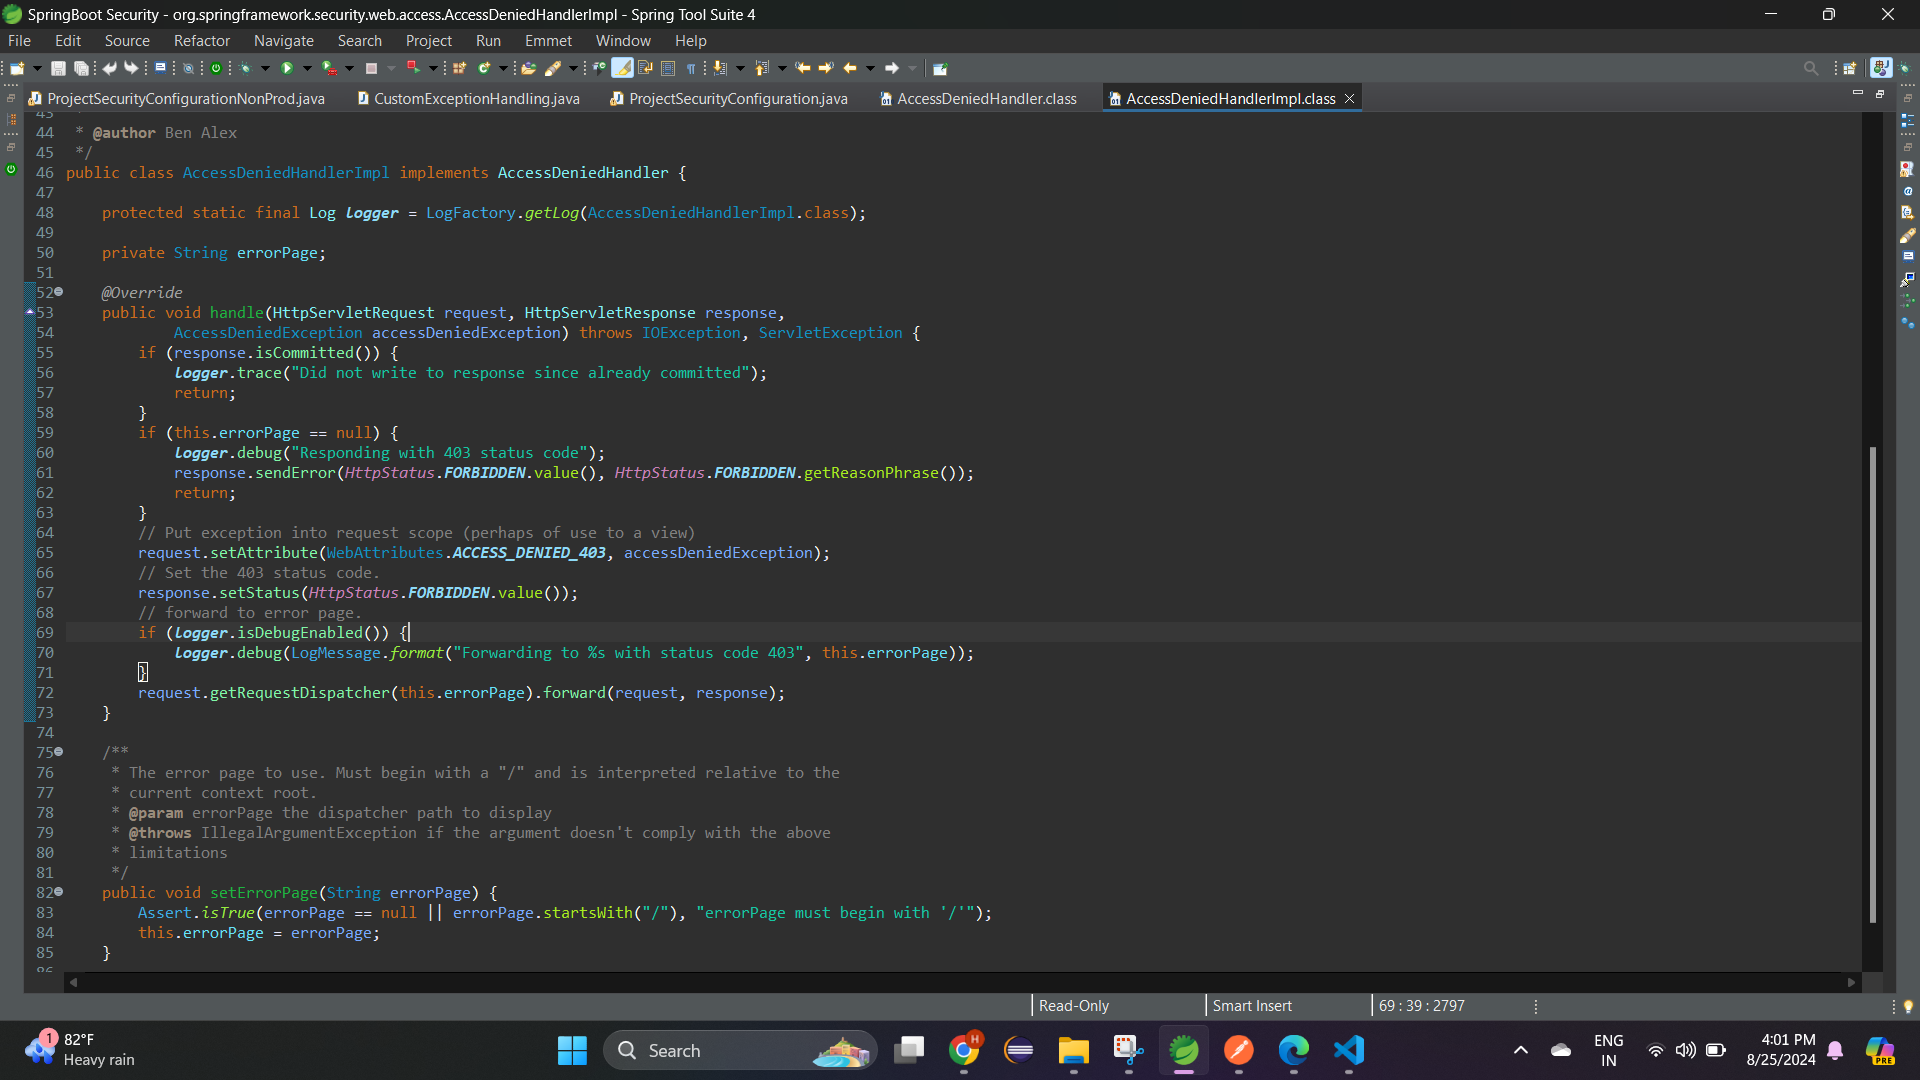 SpringBoot Security - org.springframework.security.web.access.AccessDeniedHandlerImpl - Spring Tool Suite 4
File Edit Source Refactor Navigate Search Project Run Emmet Window Help
ProjectSecurityConfigurationNonProd.java CustomExceptionHandling.java ProjectSecurityConfiguration.java AccessDeniedHandler.class AccessDeniedHandlerImpl.class
43
44 * @author Ben Alex
45 */
46 public class AccessDeniedHandlerImpl implements AccessDeniedHandler {
47
48 protected static final Log logger = LogFactory.getLog(AccessDeniedHandlerImpl.class);
49
50 private String errorPage;
51
52 @Override
53 public void handle(HttpServletRequest request, HttpServletResponse response,
54 AccessDeniedException accessDeniedException) throws IOException, ServletException {
55 if (response.isCommitted()) {
56 logger.trace("Did not write to response since already committed");
57 return;
58 }
59 if (this.errorPage == null) {
60 logger.debug("Responding with 403 status code");
61 response.sendError(HttpStatus.FORBIDDEN.value(), HttpStatus.FORBIDDEN.getReasonPhrase());
62 return;
63 }
64 // Put exception into request scope (perhaps of use to a view)
65 request.setAttribute(WebAttributes.ACCESS_DENIED_403, accessDeniedException);
66 // Set the 403 status code.
67 response.setStatus(HttpStatus.FORBIDDEN.value());
68 // forward to error page.
69 if (logger.isDebugEnabled()) {
70 logger.debug(LogMessage.format("Forwarding to %s with status code 403", this.errorPage));
71 }
72 request.getRequestDispatcher(this.errorPage).forward(request, response);
73 }
74
75 /**
76 * The error page to use. Must begin with a "/" and is interpreted relative to the
77 * current context root.
78 * @param errorPage the dispatcher path to display
79 * @throws IllegalArgumentException if the argument doesn't comply with the above
80 * limitations
81 */
82 public void setErrorPage(String errorPage) {
83 Assert.isTrue(errorPage == null || errorPage.startsWith("/"), "errorPage must begin with '/'");
84 this.errorPage = errorPage;
85 }
86
Read-Only Smart Insert 69 : 39 : 2797
1 82°F
Heavy rain
Search
H
ENG
IN
4:01 PM
8/25/2024
PRE